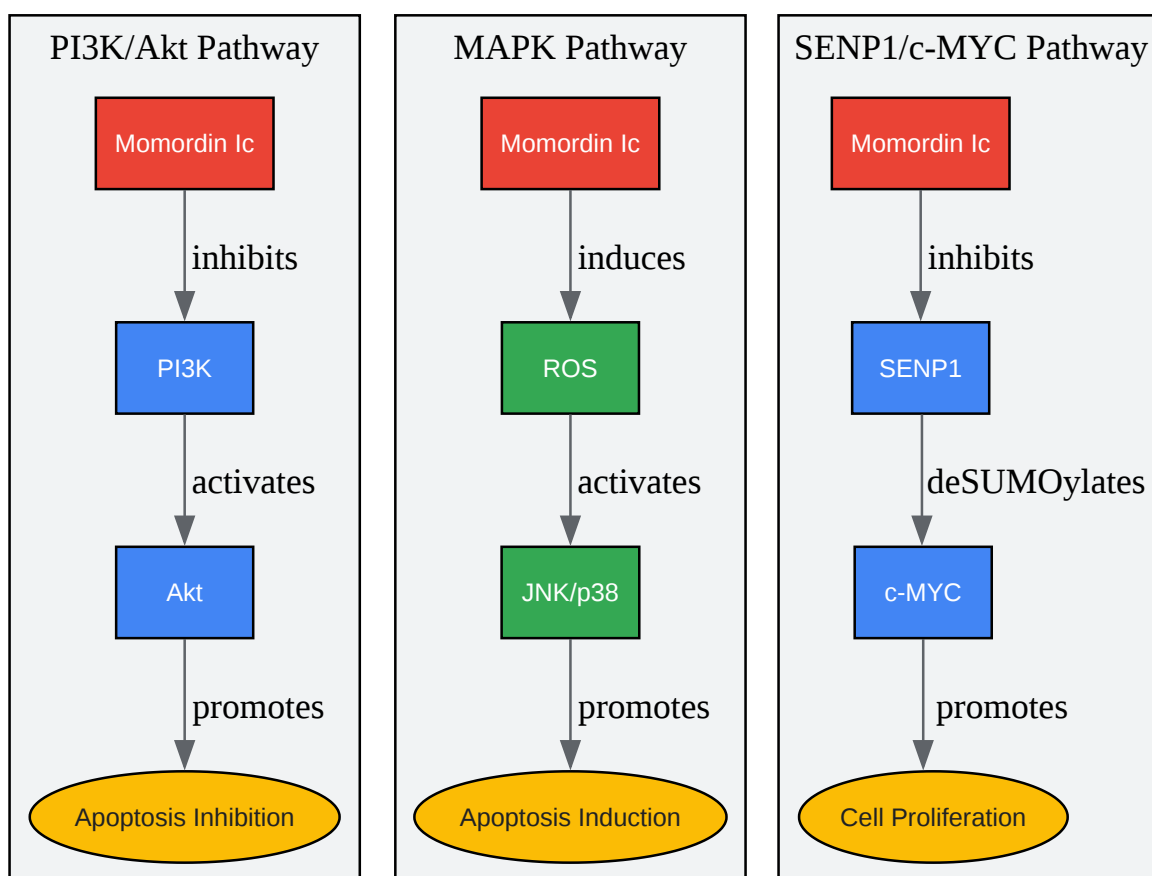 PI3K/Akt Pathway
Momordin Ic
inhibits
PI3K
activates
Akt
promotes
Apoptosis Inhibition
MAPK Pathway
Momordin Ic
induces
ROS
activates
JNK/p38
promotes
Apoptosis Induction
SENP1/c-MYC Pathway
Momordin Ic
inhibits
SENP1
deSUMOylates
c-MYC
promotes
Cell Proliferation